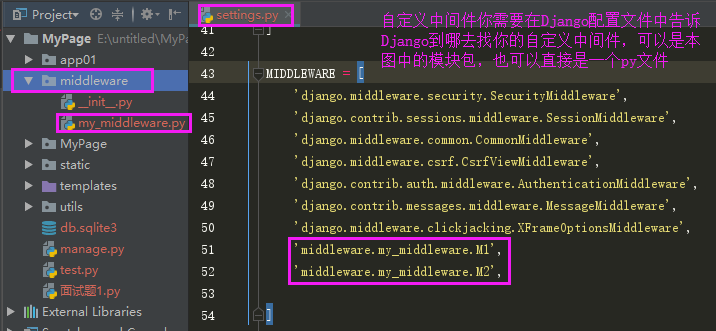 settings.py
自定义中间件你需要在Django配置文件中告诉
Django到哪去找你的自定义中间件，可以是本
图中的模块包，也可以直接是一个py文件
MyPage E:\untitled\MyPa
app01
middleware
__init__.py
my_middleware.py
MyPage
static
templates
utils
db.sqlite3
manage.py
test.py
面试题1.py
External Libraries
41 ]
42
43 MIDDLEWARE = [
44 'django.middleware.security.SecurityMiddleware',
45 'django.contrib.sessions.middleware.SessionMiddleware',
46 'django.middleware.common.CommonMiddleware',
47 'django.middleware.csrf.CsrfViewMiddleware',
48 'django.contrib.auth.middleware.AuthenticationMiddleware',
49 'django.contrib.messages.middleware.MessageMiddleware',
50 'django.middleware.clickjacking.XFrameOptionsMiddleware',
51 'middleware.my_middleware.M1',
52 'middleware.my_middleware.M2',
53
54 ]